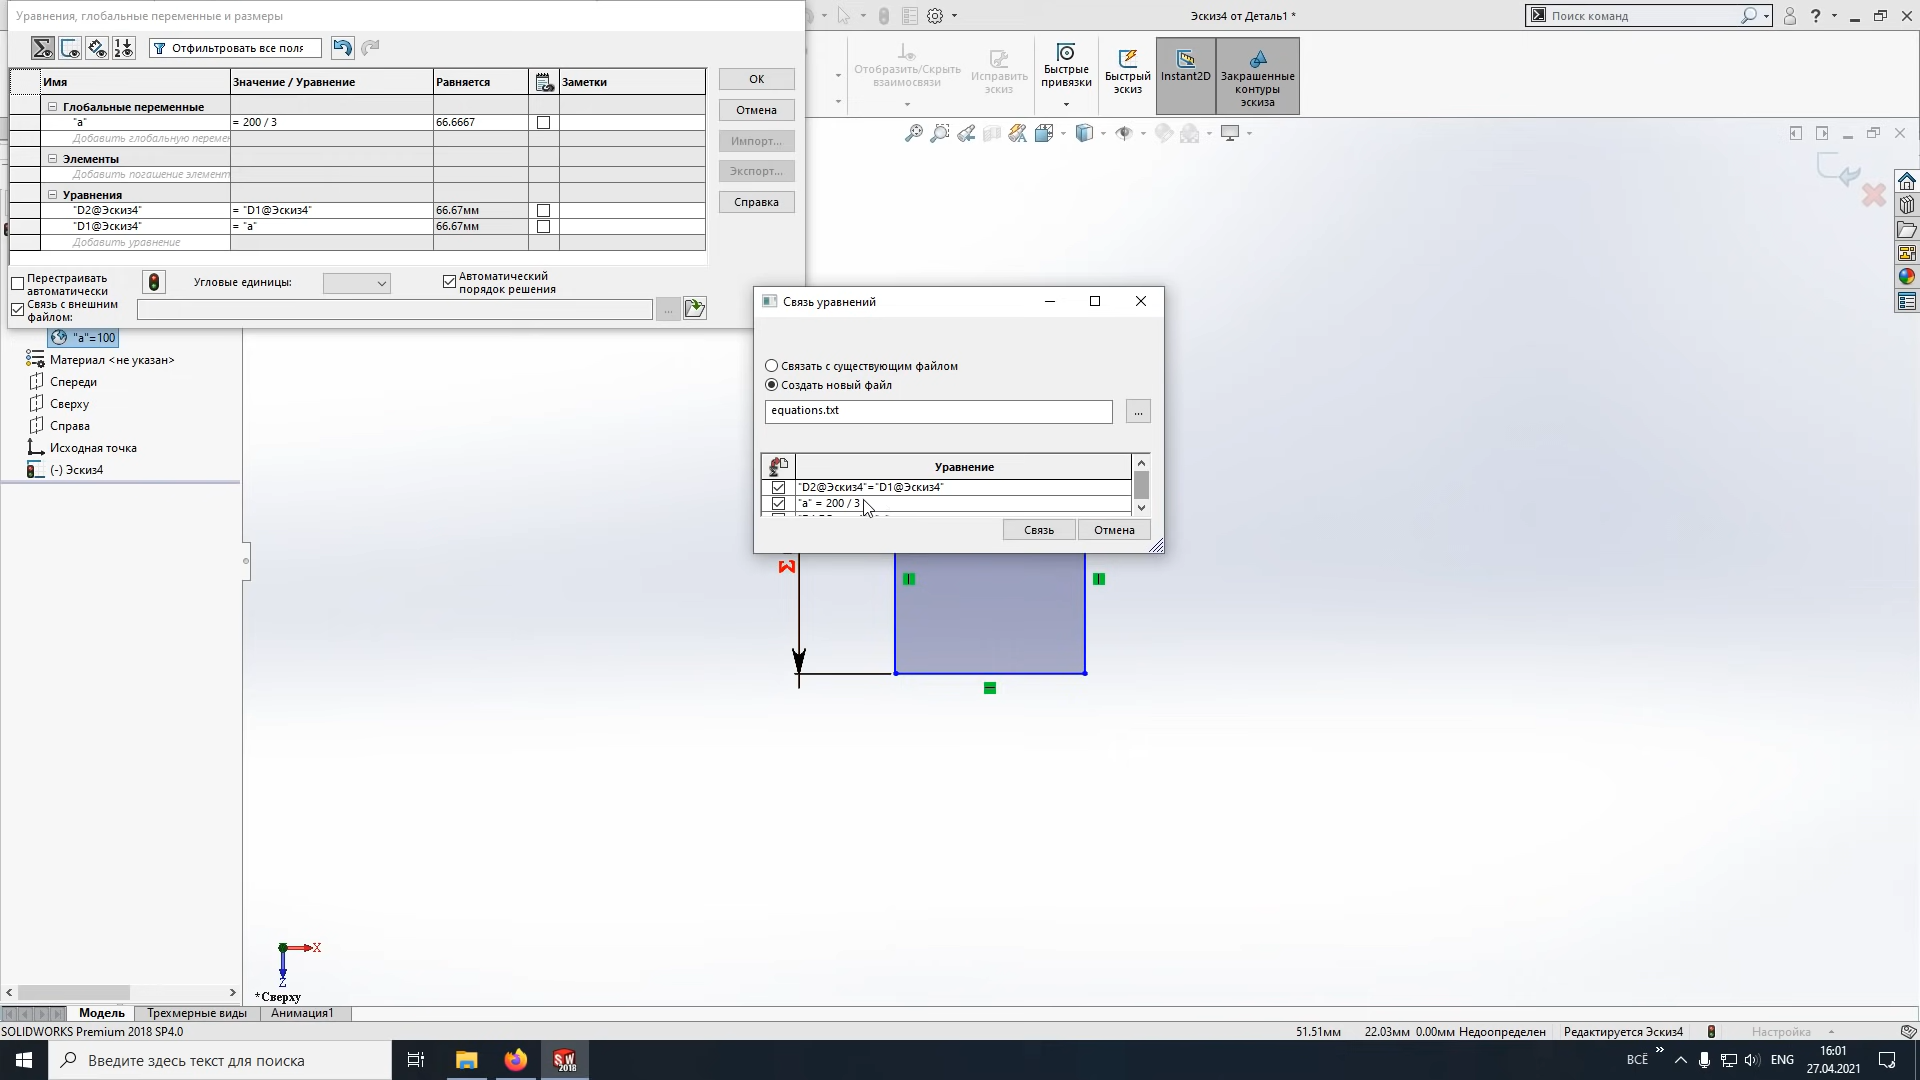 Уравнения, глобальные переменные и размеры
Эскиз4 от Деталь1 *
Поиск команд
Отфильтровать все поля
Имя
Значение / Уравнение
Равняется
Заметки
Глобальные переменные
"a"
= 200 / 3
66.6667
Добавить глобальную переме
Элементы
Добавить погашение элемент
Уравнения
"D2@Эскиз4"
= "D1@Эскиз4"
66.67мм
"D1@Эскиз4"
= "a"
66.67мм
Добавить уравнение
OK
Отмена
Импорт...
Экспорт...
Справка
Перестраивать
автоматически
Угловые единицы:
Автоматический
порядок решения
Связь с внешним
файлом:
...
Отобразить/Скрыть
взаимосвязи
Исправить
эскиз
Быстрые
привязки
Быстрый
эскиз
Instant2D
Закрашенные
контуры
эскиза
"a"=100
Материал <не указан>
Спереди
Сверху
Справа
Исходная точка
(-) Эскиз4
Связь уравнений
Связать с существующим файлом
Создать новый файл
equations.txt
...
Уравнение
"D2@Эскиз4"="D1@Эскиз4"
"a" = 200 / 3
Связь
Отмена
X
Z
*Сверху
Модель
Трехмерные виды
Анимация1
SOLIDWORKS Premium 2018 SP4.0
51.51мм
22.03мм
0.00мм
Недоопределен
Редактируется Эскиз4
Настройка
Введите здесь текст для поиска
SW
2018
ВСЁ
ENG
16:01
27.04.2021